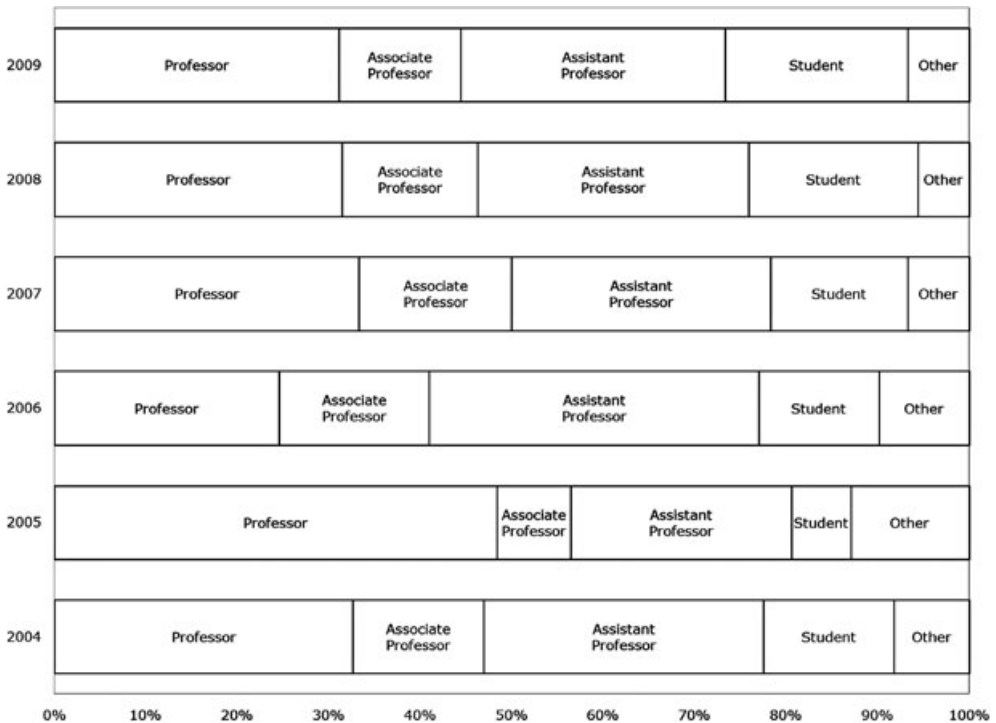 2009
Professor
Associate
Professor
Assistant
Professor
Student
Other
2008
Professor
Associate
Professor
Assistant
Professor
Student
Other
2007
Professor
Associate
Professor
Assistant
Professor
Student
Other
2006
Professor
Associate
Professor
Assistant
Professor
Student
Other
2005
Professor
Associate
Professor
Assistant
Professor
Student
Other
2004
Professor
Associate
Professor
Assistant
Professor
Student
Other
0% 10% 20% 30% 40% 50% 60% 70% 80% 90% 100%